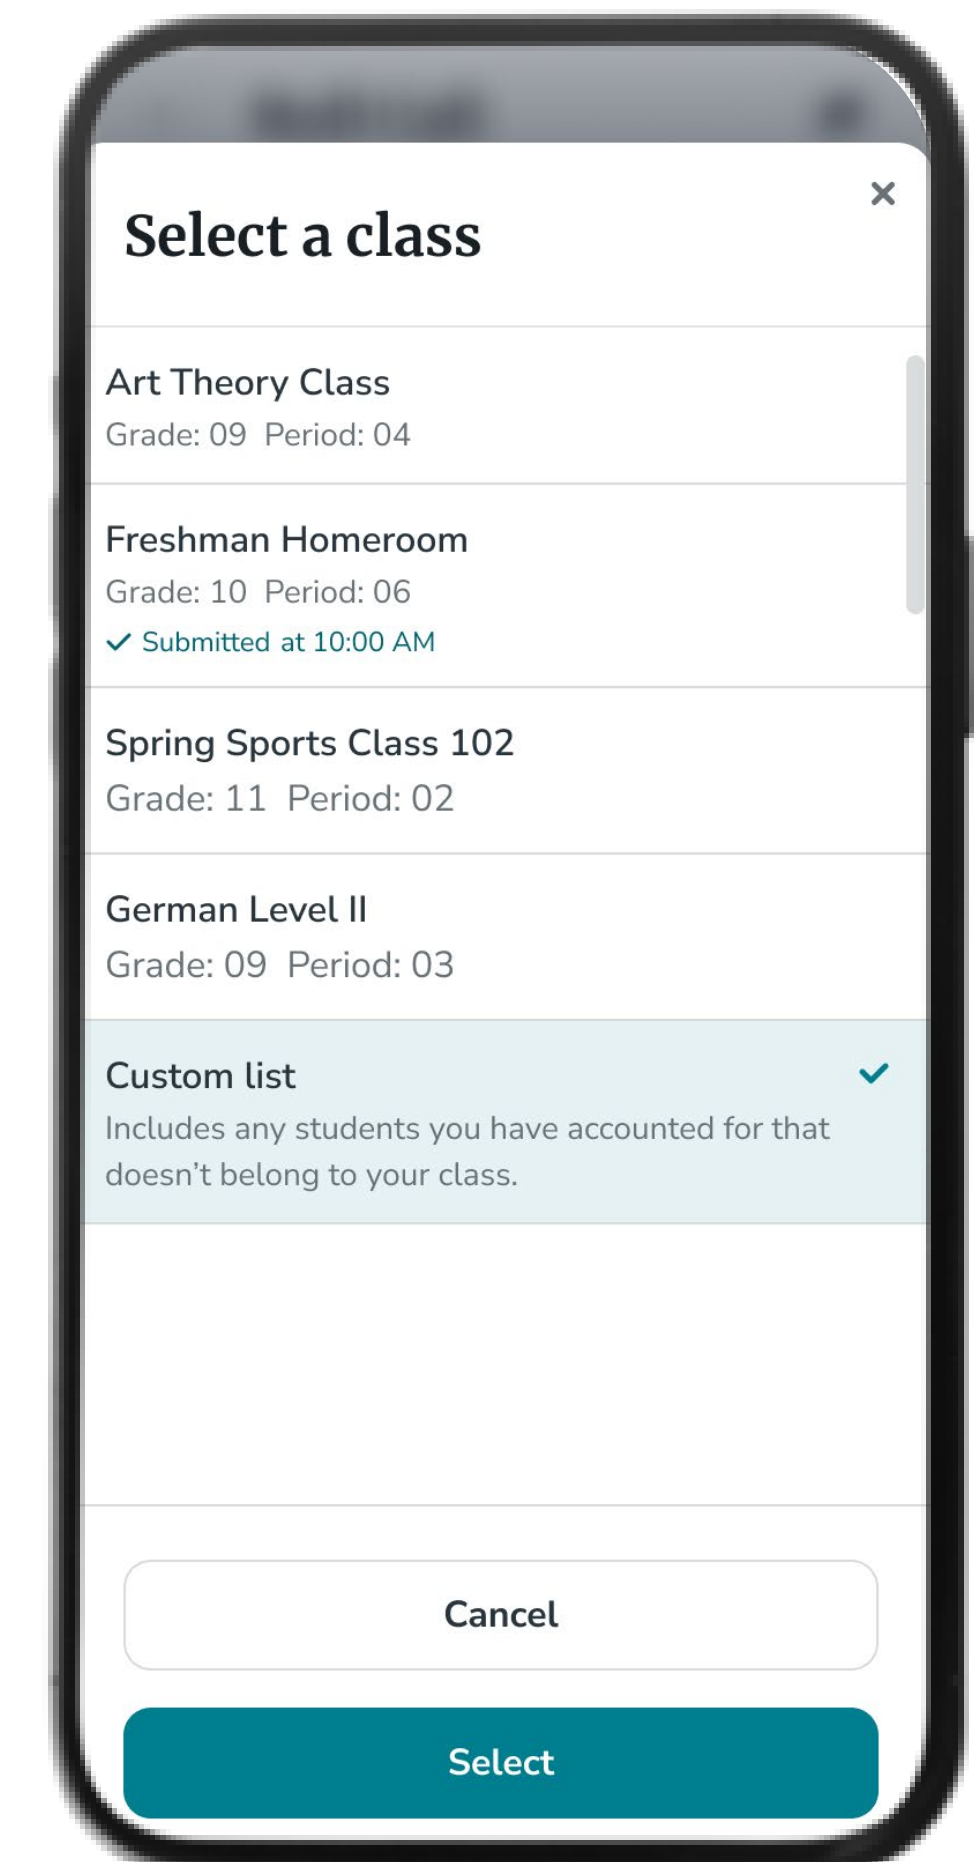 Select a class
Art Theory Class
Grade: 09 Period: 04
Freshman Homeroom
Grade: 10 Period: 06
Submitted at 10:00 AM
Spring Sports Class 102
Grade: 11 Period: 02
German Level II
Grade: 09 Period: 03
Custom list
Includes any students you have accounted for that
doesn’t belong to your class.
Cancel
Select